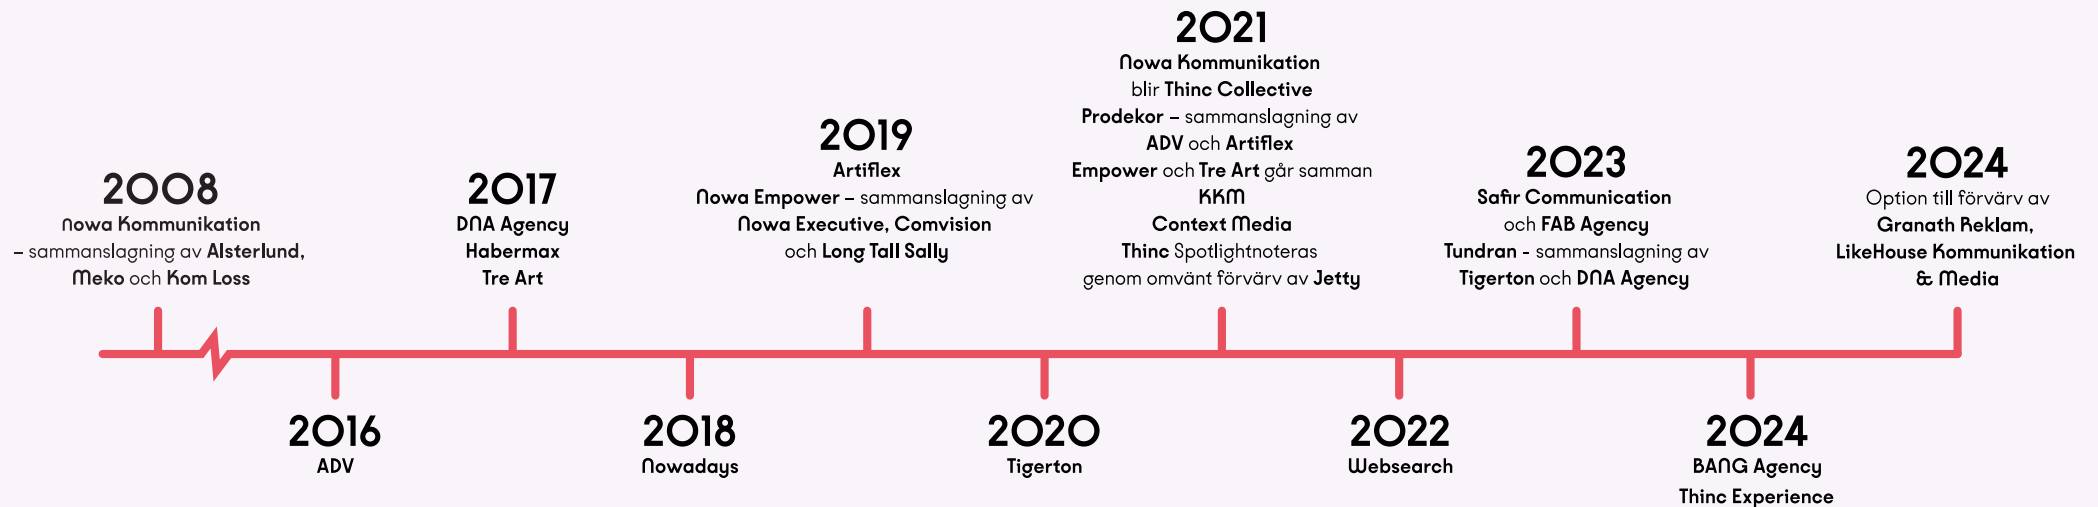 2008
Nowa Kommunikation
– sammanslagning av Alsterlund,
Meko och Kom Loss
2016
ADV
2017
DNA Agency
Habermax
Tre Art
2018
Nowadays
2019
Artiflex
Nowa Empower – sammanslagning av
Nowa Executive, Comvision
och Long Tall Sally
2020
Tigerton
2021
Nowa Kommunikation
blir Thinc Collective
Prodekor – sammanslagning av
ADV och Artiflex
Empower och Tre Art går samman
KKM
Context Media
Thinc Spotlightnoteras
genom omvänt förvärv av Jetty
2022
Websearch
2023
Safir Communication
och FAB Agency
Tundran - sammanslagning av
Tigerton och DNA Agency
2024
BANG Agency
Thinc Experience
2024
Option till förvärv av
Granath Reklam,
LikeHouse Kommunikation
& Media